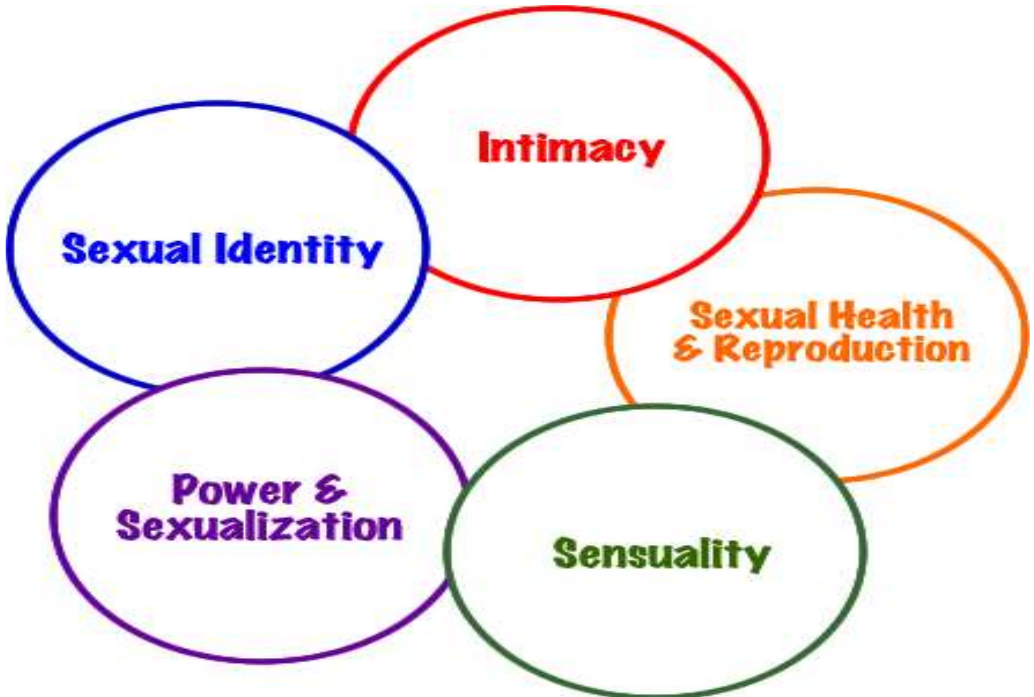 Intimacy
Sexual Identity
Sexual Health
& Reproduction
Power &
Sexualization
Sensuality